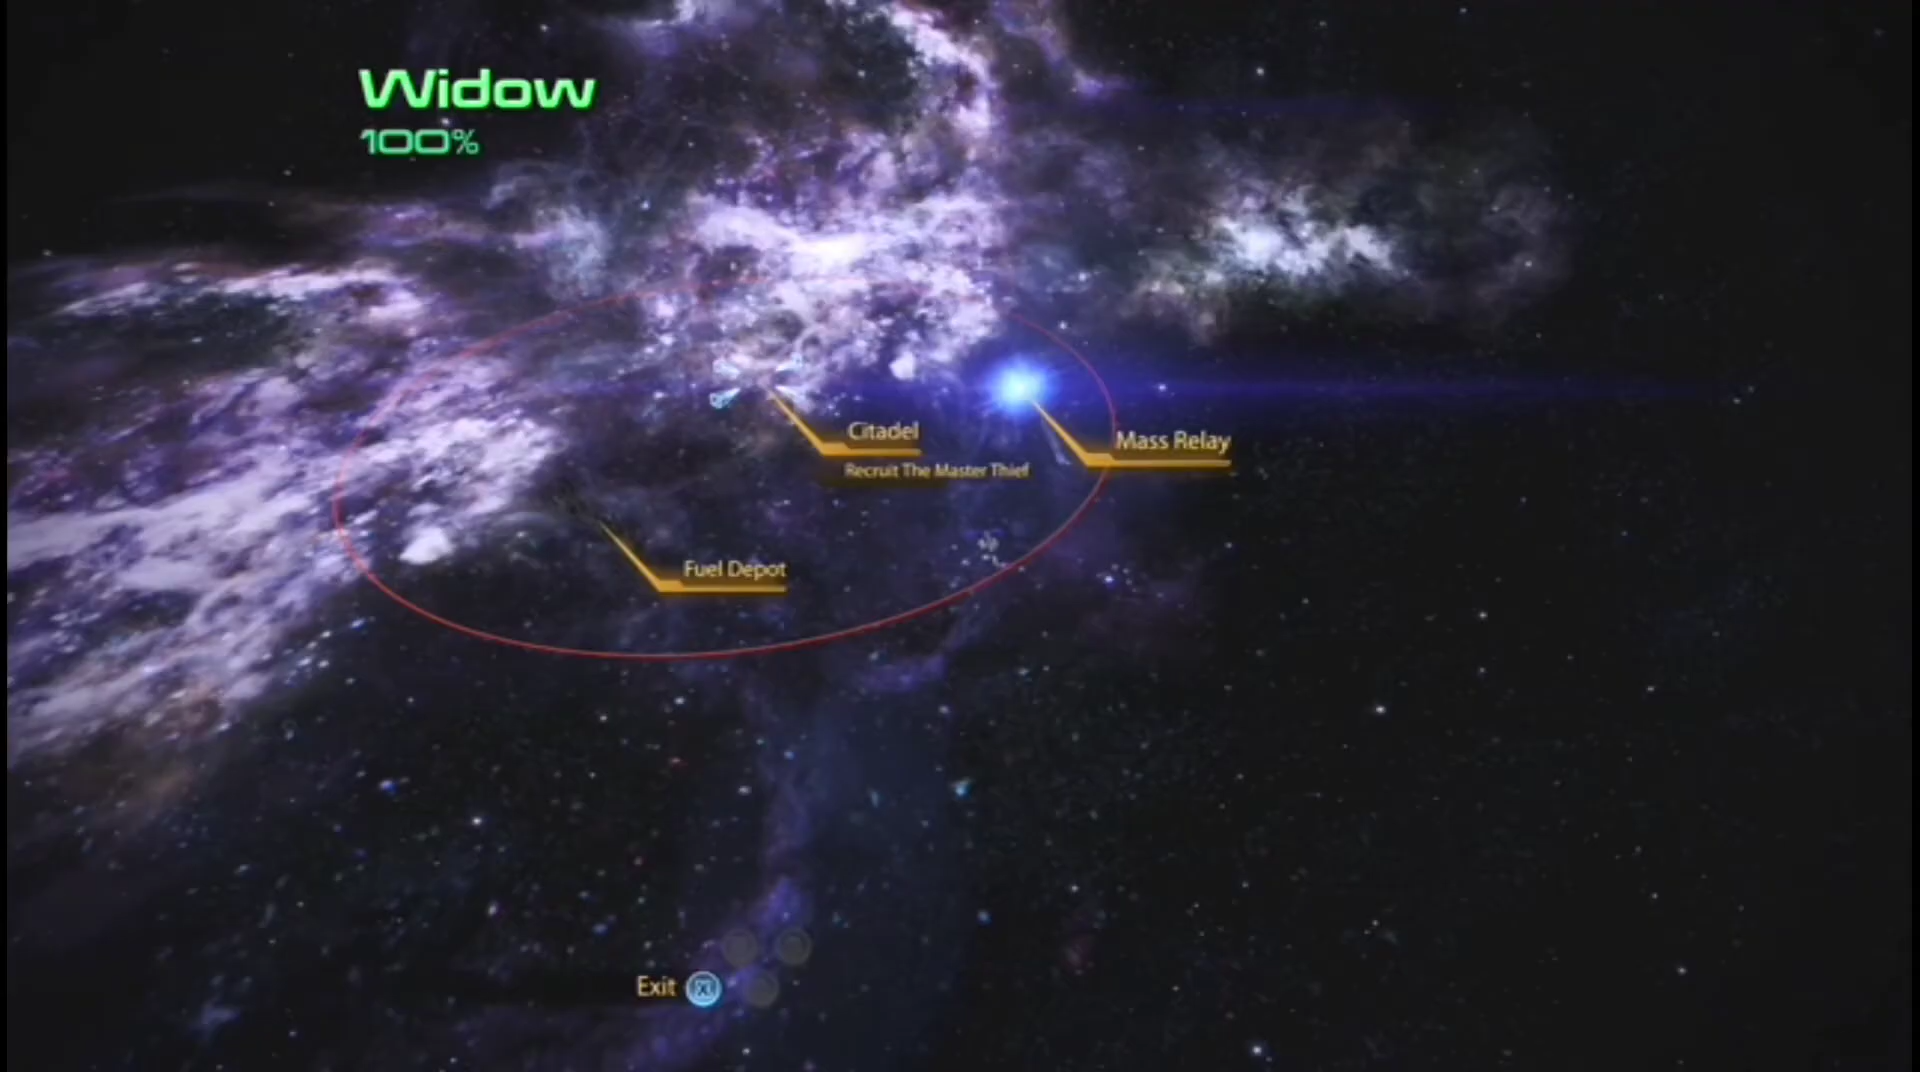 Widow
100%
Citadel
Recruit The Master Thief
Mass Relay
Fuel Depot
Exit